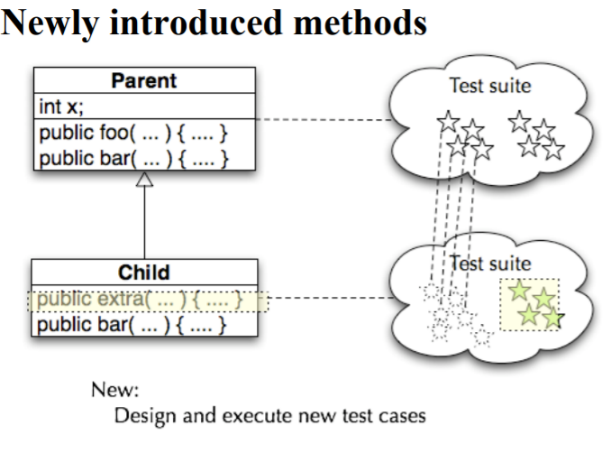 Newly introduced methods
Parent
int x;
public foo( ... ) { .... }
public bar( ... ) { .... }
Test suite
Child
public extra( ... ) { .... }
public bar( ... ) { .... }
Test suite
New:
Design and execute new test cases